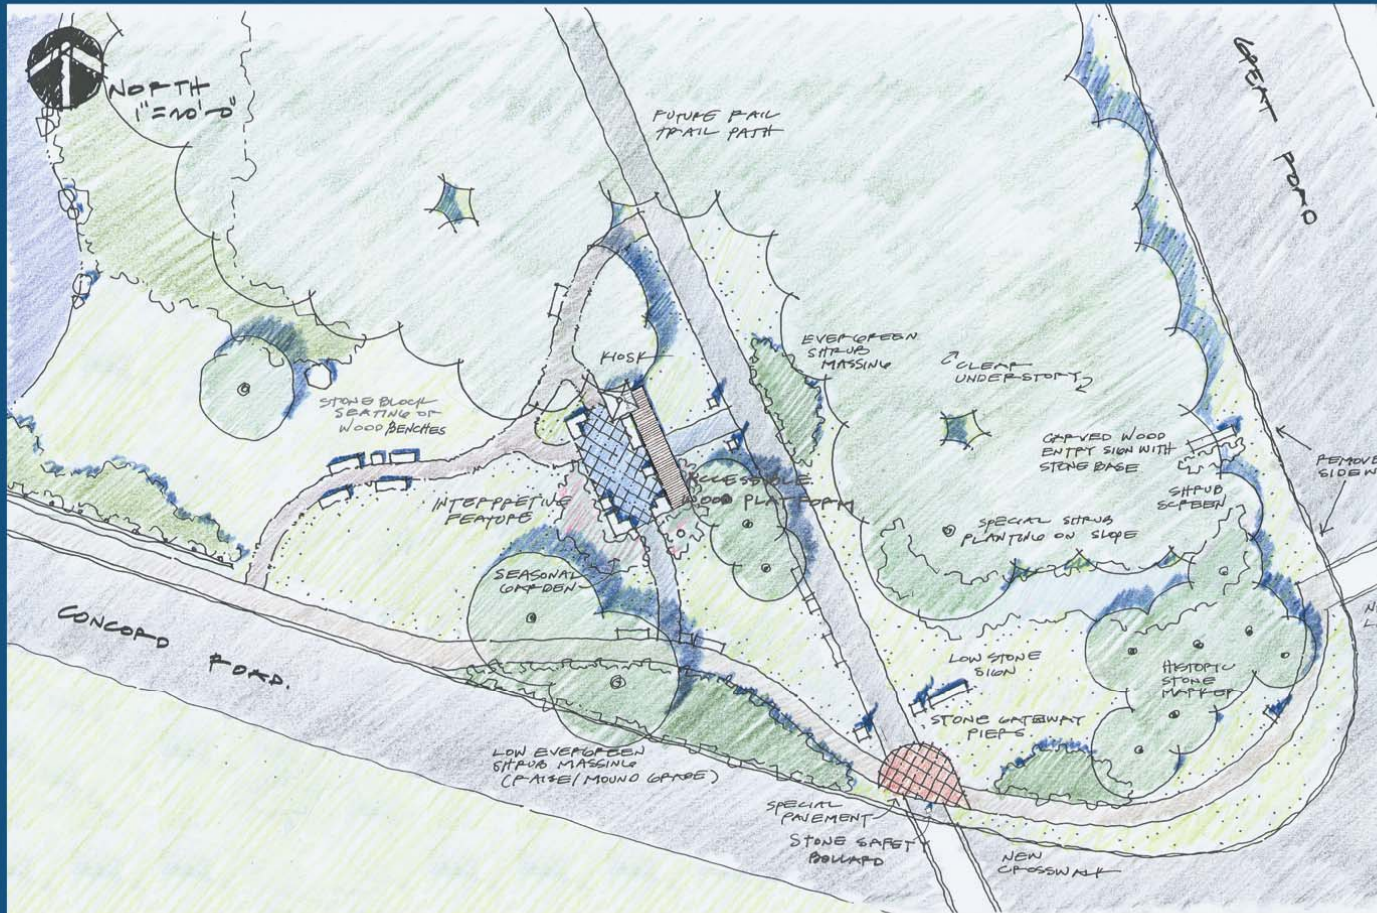 NORTH
1"=20'-0"
FUTURE RAIL
TRAIL PATH
GREAT ROAD
KIOSK
EVERGREEN
SHRUB
MASSING
CLEAR
UNDERSTORY
STONE BLOCK
SEATING OR
WOOD BENCHES
CARVED WOOD
ENTRY SIGN WITH
STONE BASE
REMOVE
SHRUB
SCREEN
INTERPRETIVE
FEATURE
ACCESSIBLE
WOOD PLATFORM
SPECIAL SHRUB
PLANTING ON SLOPE
SEASONAL
GARDEN
CONCORD ROAD.
LOW STONE
SIGN
HISTORIC
STONE
MARKER
STONE GATEWAY
PIERS
LOW EVERGREEN
SHRUB MASSING
(RAISE/MOUND GRADE)
SPECIAL
PAVEMENT
STONE SAFETY
BOLLARD
NEW
CROSSWALK